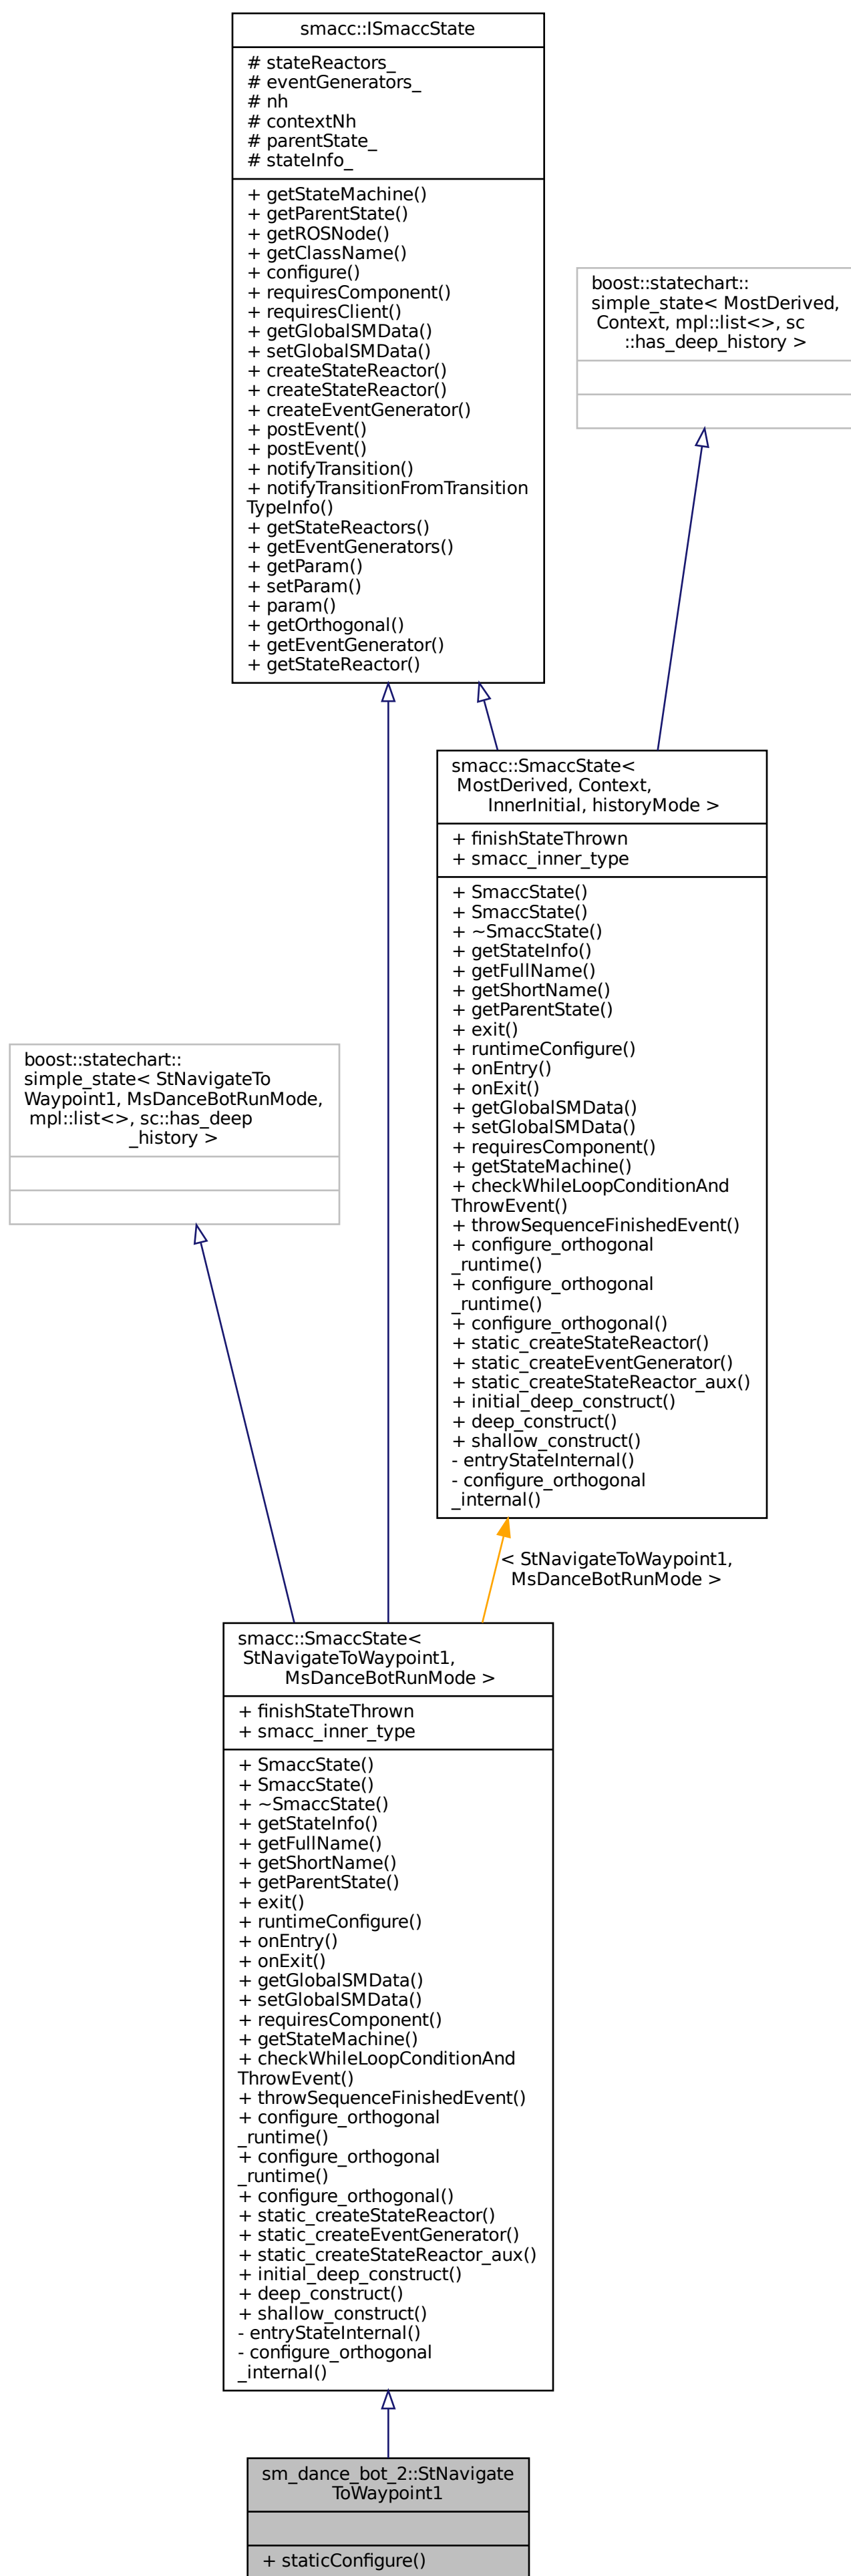 smacc::ISmaccState
# stateReactors_
# eventGenerators_
# nh
# contextNh
# parentState_
# stateInfo_
+ getStateMachine()
+ getParentState()
+ getROSNode()
+ getClassName()
+ configure()
+ requiresComponent()
+ requiresClient()
+ getGlobalSMData()
+ setGlobalSMData()
+ createStateReactor()
+ createStateReactor()
+ createEventGenerator()
+ postEvent()
+ postEvent()
+ notifyTransition()
+ notifyTransitionFromTransition
TypeInfo()
+ getStateReactors()
+ getEventGenerators()
+ getParam()
+ setParam()
+ param()
+ getOrthogonal()
+ getEventGenerator()
+ getStateReactor()
boost::statechart::
simple_state< MostDerived,
Context, mpl::list<>, sc
::has_deep_history >
smacc::SmaccState<
MostDerived, Context,
InnerInitial, historyMode >
+ finishStateThrown
+ smacc_inner_type
+ SmaccState()
+ SmaccState()
+ ~SmaccState()
+ getStateInfo()
+ getFullName()
+ getShortName()
+ getParentState()
+ exit()
+ runtimeConfigure()
+ onEntry()
+ onExit()
+ getGlobalSMData()
+ setGlobalSMData()
+ requiresComponent()
+ getStateMachine()
+ checkWhileLoopConditionAnd
ThrowEvent()
+ throwSequenceFinishedEvent()
+ configure_orthogonal
_runtime()
+ configure_orthogonal
_runtime()
+ configure_orthogonal()
+ static_createStateReactor()
+ static_createEventGenerator()
+ static_createStateReactor_aux()
+ initial_deep_construct()
+ deep_construct()
+ shallow_construct()
- entryStateInternal()
- configure_orthogonal
_internal()
boost::statechart::
simple_state< StNavigateTo
Waypoint1, MsDanceBotRunMode,
mpl::list<>, sc::has_deep
_history >
< StNavigateToWaypoint1,
MsDanceBotRunMode >
smacc::SmaccState<
StNavigateToWaypoint1,
MsDanceBotRunMode >
+ finishStateThrown
+ smacc_inner_type
+ SmaccState()
+ SmaccState()
+ ~SmaccState()
+ getStateInfo()
+ getFullName()
+ getShortName()
+ getParentState()
+ exit()
+ runtimeConfigure()
+ onEntry()
+ onExit()
+ getGlobalSMData()
+ setGlobalSMData()
+ requiresComponent()
+ getStateMachine()
+ checkWhileLoopConditionAnd
ThrowEvent()
+ throwSequenceFinishedEvent()
+ configure_orthogonal
_runtime()
+ configure_orthogonal
_runtime()
+ configure_orthogonal()
+ static_createStateReactor()
+ static_createEventGenerator()
+ static_createStateReactor_aux()
+ initial_deep_construct()
+ deep_construct()
+ shallow_construct()
- entryStateInternal()
- configure_orthogonal
_internal()
sm_dance_bot_2::StNavigate
ToWaypoint1
+ staticConfigure()